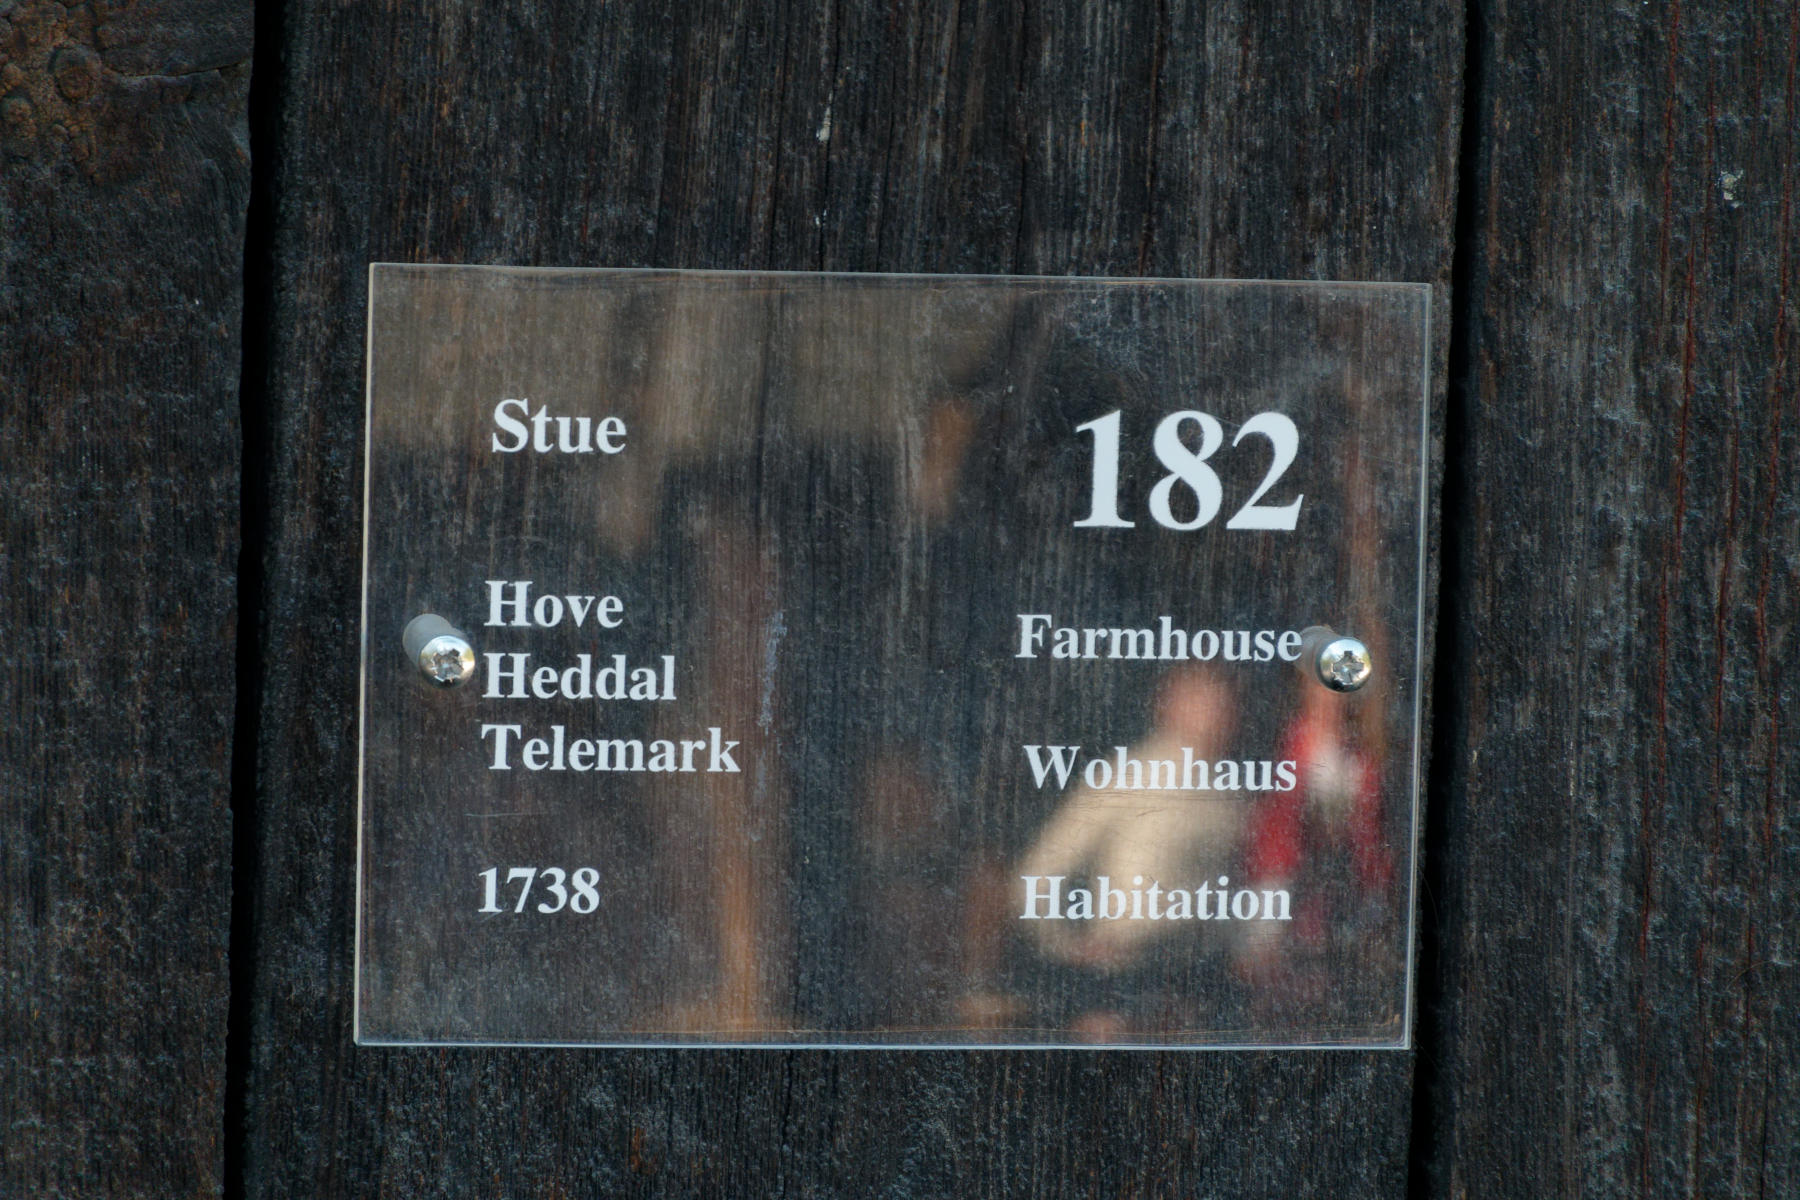 Stue
182
Hove
Heddal
Telemark
1738
Farmhouse
Wohnhaus
Habitation